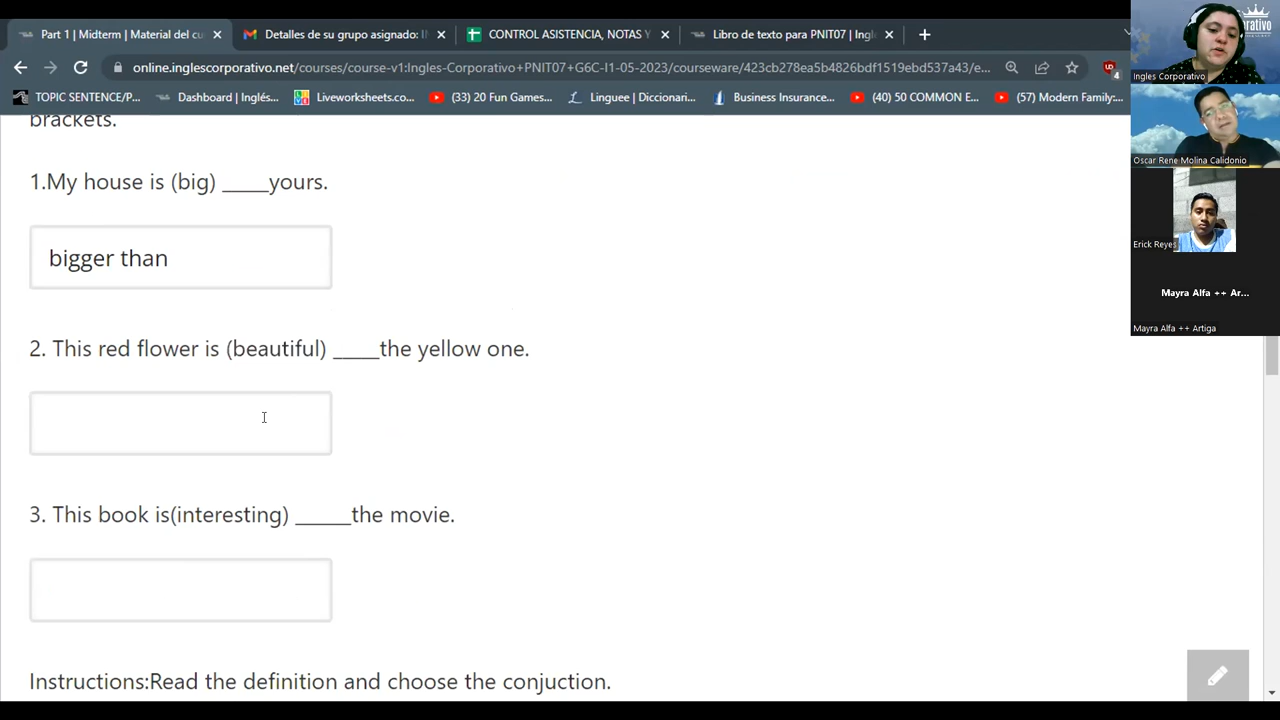 Part 1 | Midterm | Material del cu
Detalles de su grupo asignado: I
CONTROL ASISTENCIA, NOTAS Y
Libro de texto para PNIT07 | Ingl
online.inglescorporativo.net/courses/course-v1:Ingles-Corporativo+PNIT07+G6C-I1-05-2023/courseware/423cb278ea5b4826bdf1519ebd537a43/e...
TOPIC SENTENCE/P...
Dashboard | Inglés...
Liveworksheets.co...
(33) 20 Fun Games...
Linguee | Diccionari...
Business Insurance...
(40) 50 COMMON E...
(57) Modern Family:...
4
orativo
Ingles Corporativo
Oscar Rene Molina Calidonio
Erick Reyes
Mayra Alfa ++ Ar...
Mayra Alfa ++ Artiga
brackets.
1.My house is (big) _____yours.
bigger than
2. This red flower is (beautiful) _____the yellow one.
3. This book is(interesting) ______the movie.
Instructions:Read the definition and choose the conjuction.